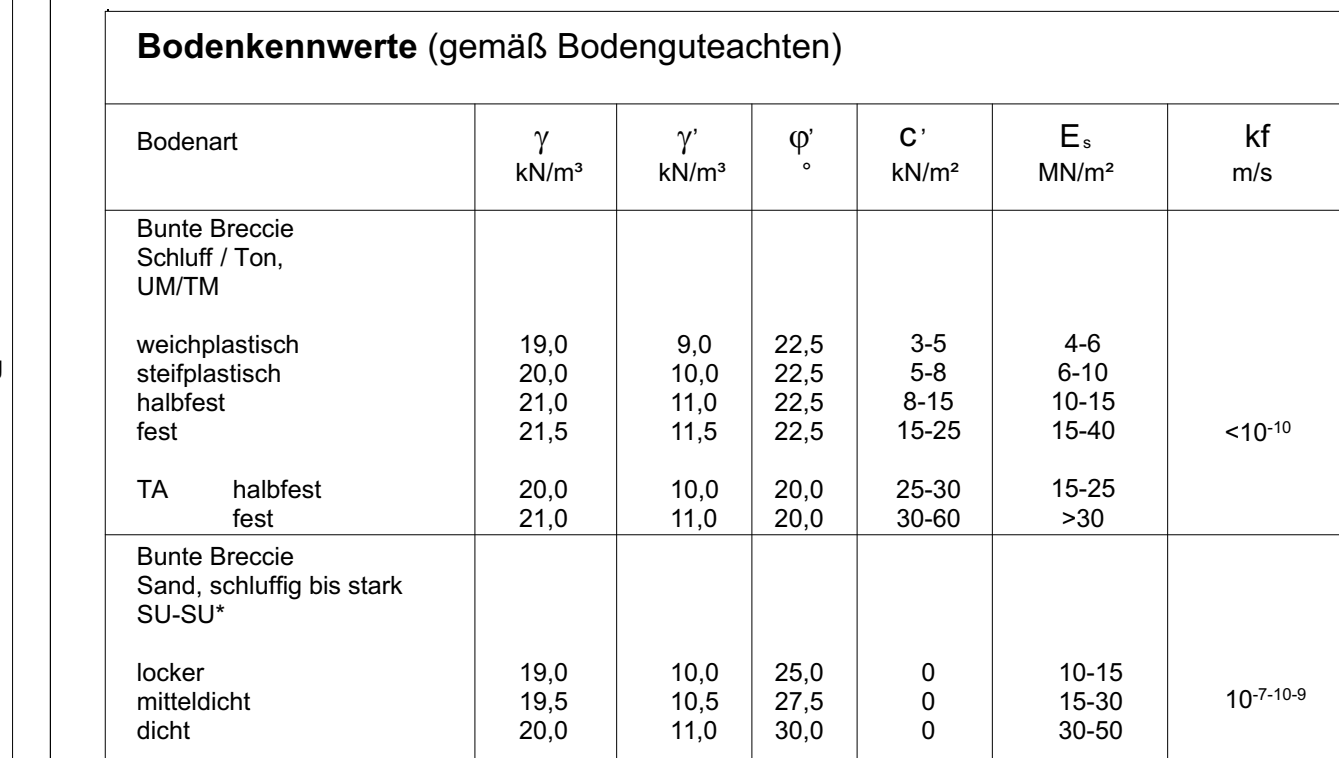 Bodenkennwerte (gemäß Bodenguteachten)
Bodenart γ γ’ φ’ c’ Eₛ kf
kN/m³ kN/m³ ° kN/m² MN/m² m/s
Bunte Breccie
Schluff / Ton,
UM/TM
weichplastisch 19,0 9,0 22,5 3-5 4-6
steifplastisch 20,0 10,0 22,5 5-8 6-10
halbfest 21,0 11,0 22,5 8-15 10-15
fest 21,5 11,5 22,5 15-25 15-40 <10⁻¹⁰
TA halbfest 20,0 10,0 20,0 25-30 15-25
fest 21,0 11,0 20,0 30-60 >30
Bunte Breccie
Sand, schluffig bis stark
SU-SU*
locker 19,0 10,0 25,0 0 10-15
mitteldicht 19,5 10,5 27,5 0 15-30 10⁻⁷⁻¹⁰⁻⁹
dicht 20,0 11,0 30,0 0 30-50